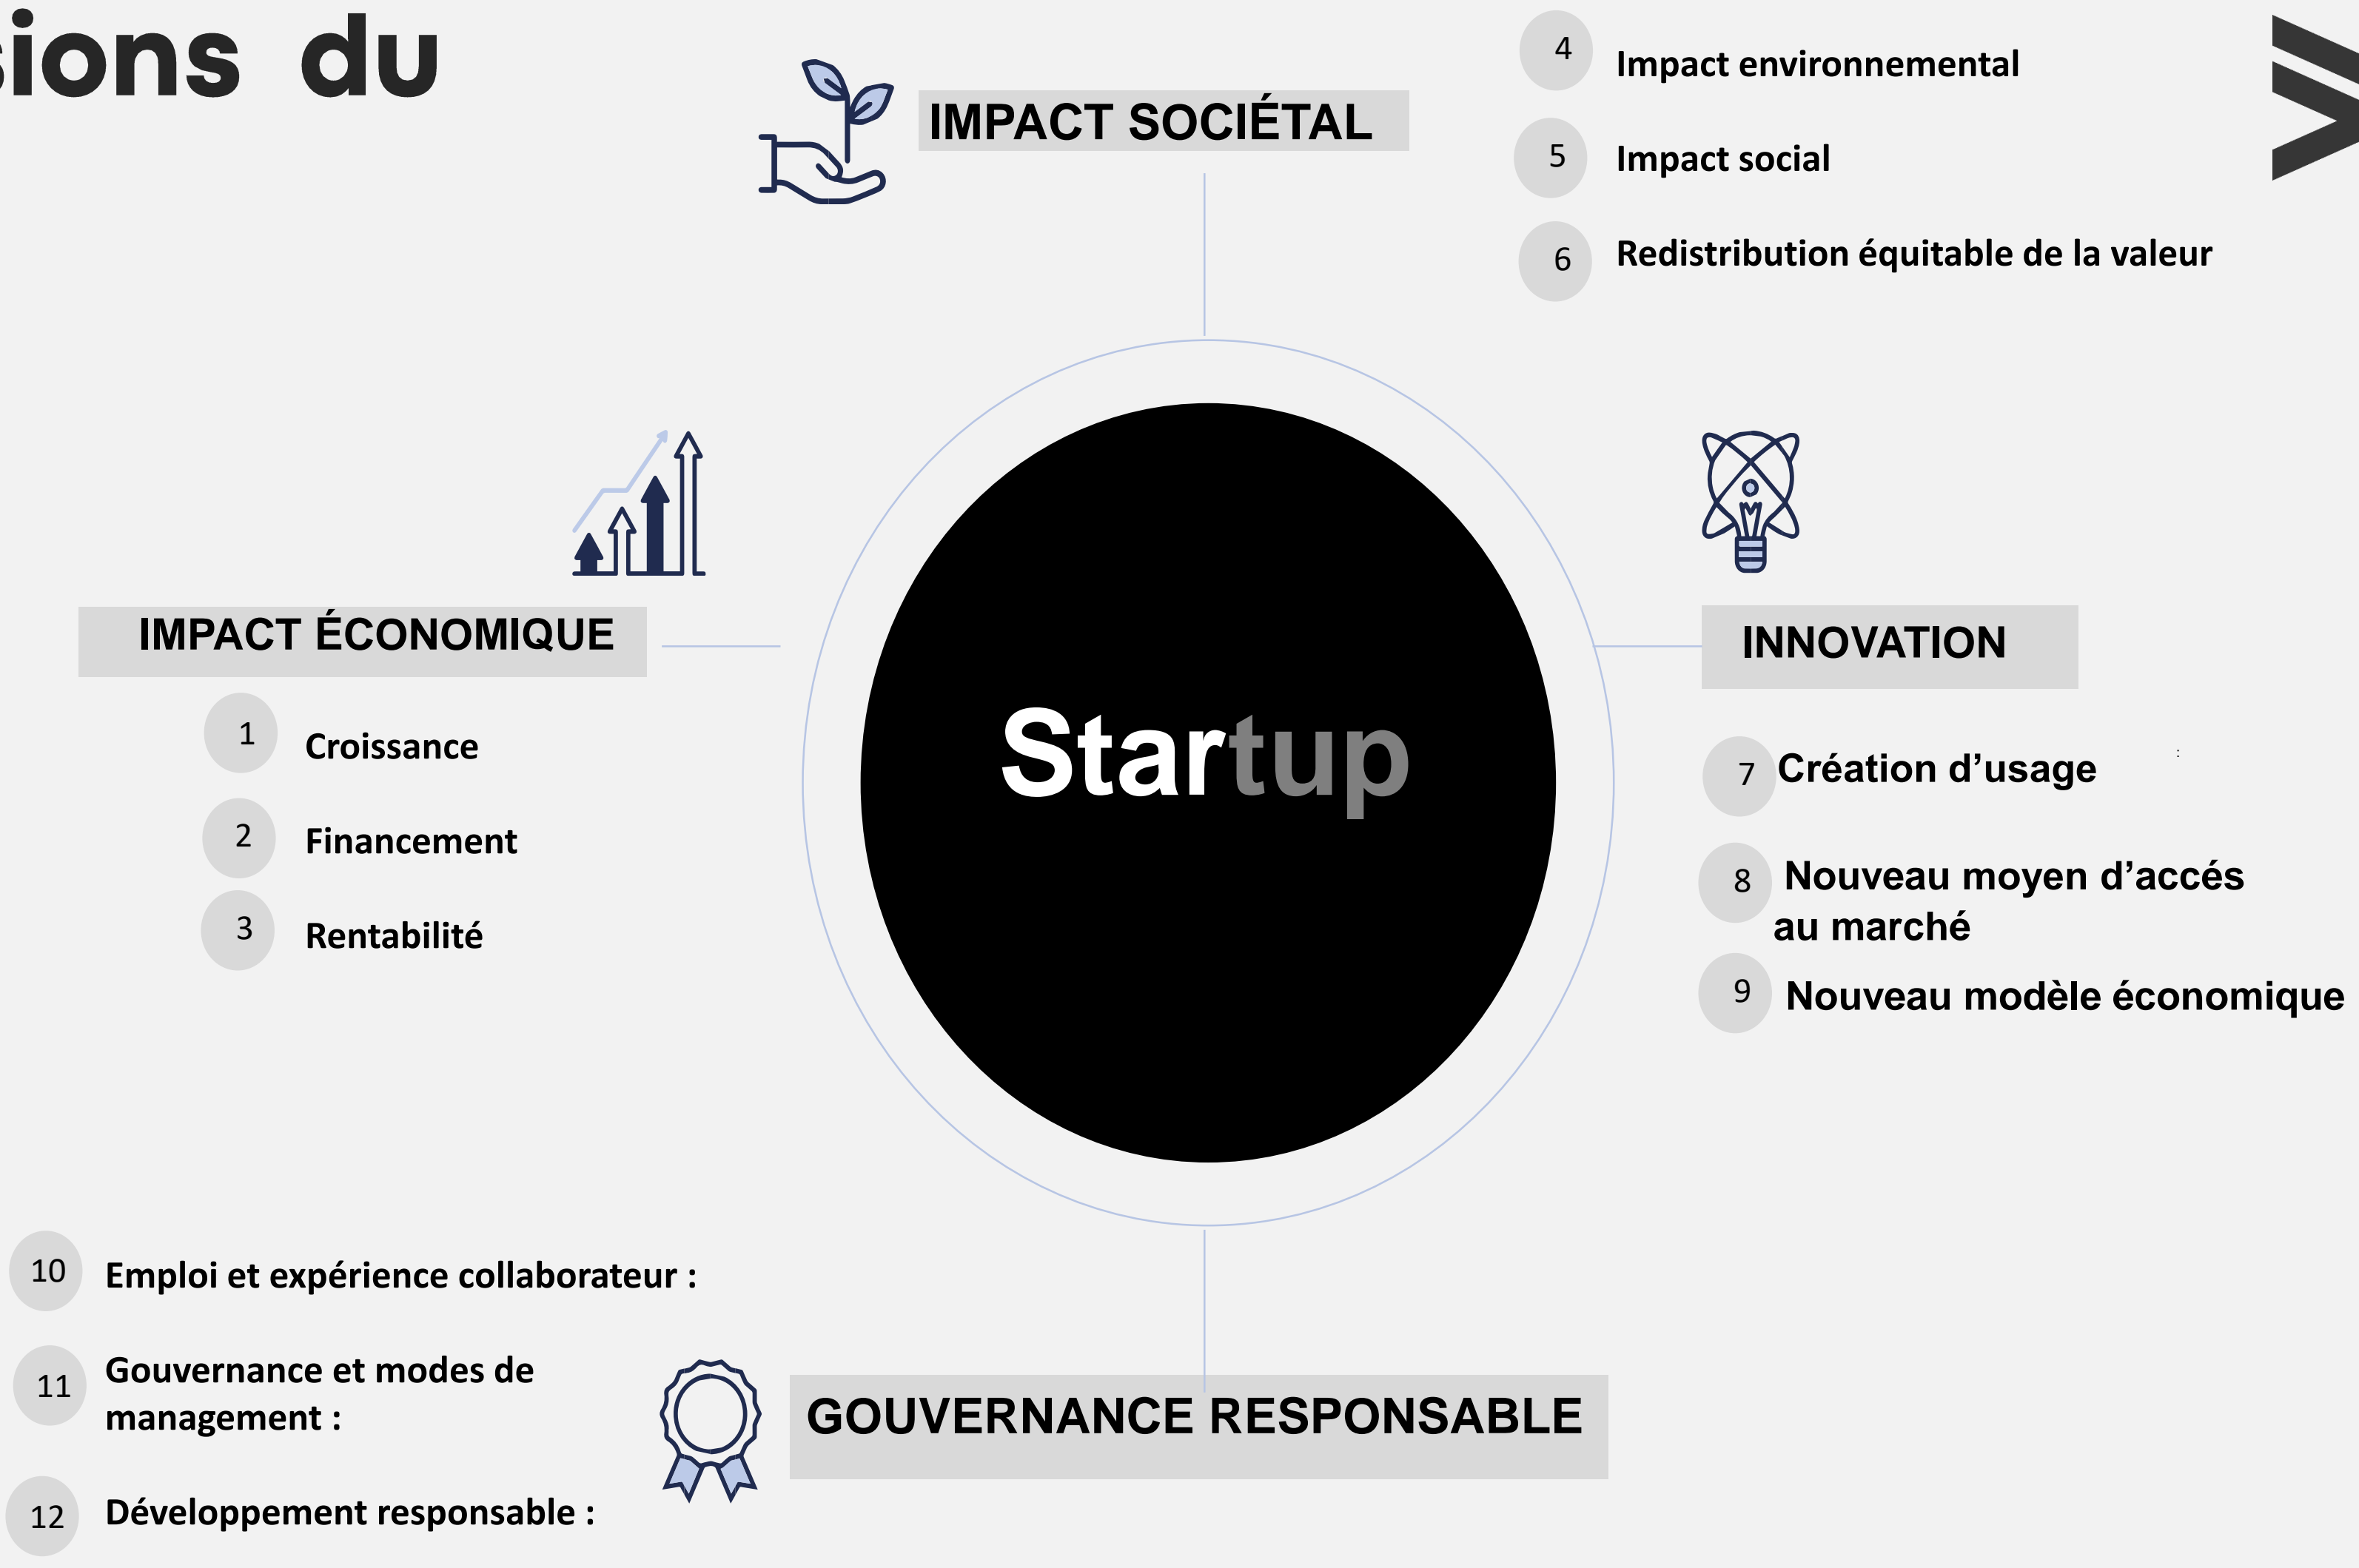 sions du
IMPACT SOCIÉTAL
4
Impact environnemental
5
Impact social
6
Redistribution équitable de la valeur
IMPACT ÉCONOMIQUE
1
Croissance
2
Financement
3
Rentabilité
Startup
INNOVATION
7
Création d’usage
:
8
Nouveau moyen d’accés
au marché
9
Nouveau modèle économique
10
Emploi et expérience collaborateur :
11
Gouvernance et modes de
management :
12
Développement responsable :
GOUVERNANCE RESPONSABLE